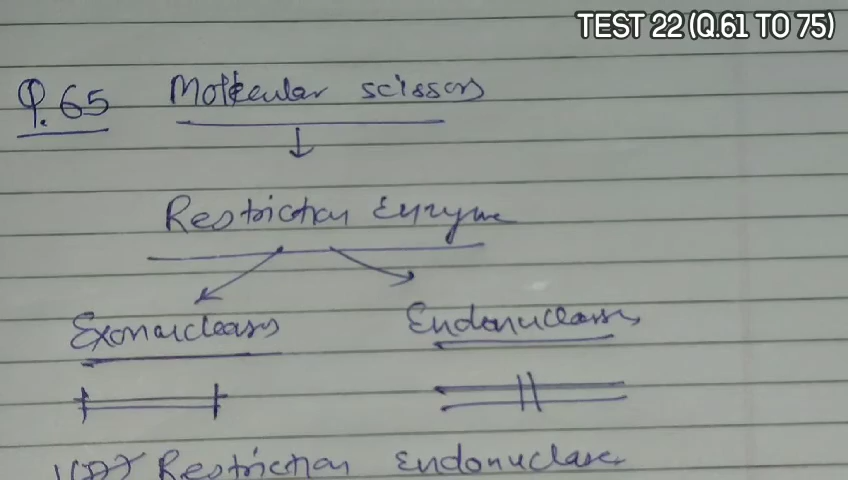 TEST 22 (Q.61 TO 75)
Q.65 Molecular scissors
Restriction Enzyme
Exonucleases Endonucleases
Restriction Endonuclease